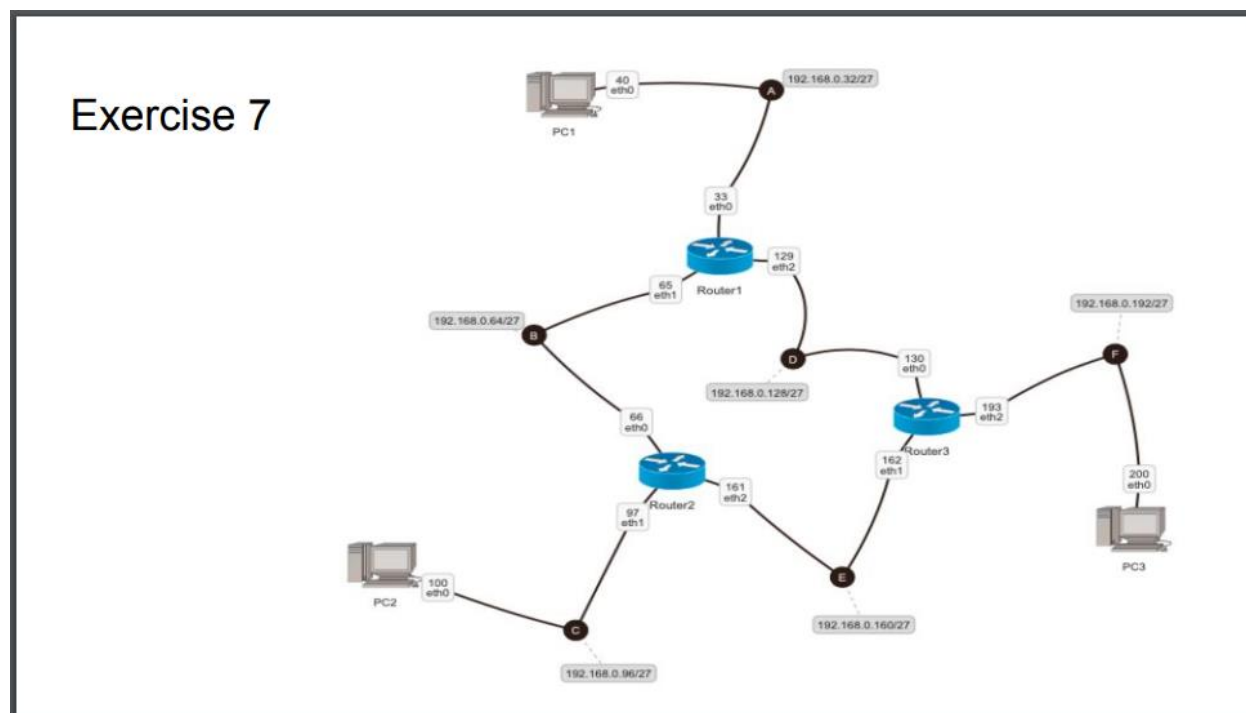 Exercise 7
192.168.0.32/27
40
eth0
A
PC1
33
eth0
129
eth2
Router1
65
eth1
192.168.0.192/27
192.168.0.64/27
B
D
130
eth0
F
192.168.0.128/27
193
eth2
66
eth0
Router3
162
eth1
200
eth0
161
eth2
Router2
97
eth1
PC3
100
eth0
E
PC2
192.168.0.160/27
C
192.168.0.96/27